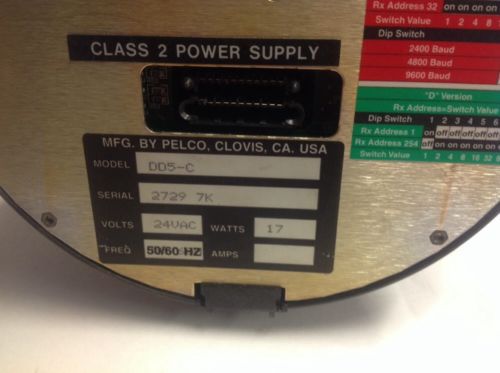 Rx Address 32 on on on on
Switch Value 1 2 4 8
Dip Switch
2400 Baud
4800 Baud
9600 Baud
"D" Version
Rx Address=Switch Value
Dip Switch 1 2 3 4 5 6
Rx Address 1 on off off off off off
Rx Address 254 off on on on on on
Switch Value 1 2 4 8 16 32
CLASS 2 POWER SUPPLY
MFG. BY PELCO, CLOVIS, CA. USA
MODEL DD5-C
SERIAL 2729 7K
VOLTS 24VAC WATTS 17
FREQ 50/60 HZ AMPS